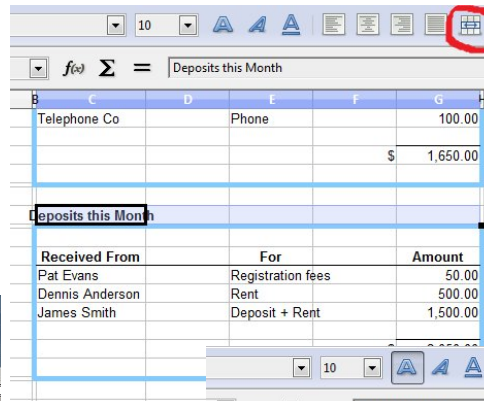 10 A A A
f(x) Σ = Deposits this Month
B C D E F G H
Telephone Co Phone 100.00
$ 1,650.00
Deposits this Month
Received From For Amount
Pat Evans Registration fees 50.00
Dennis Anderson Rent 500.00
James Smith Deposit + Rent 1,500.00
10 A A A